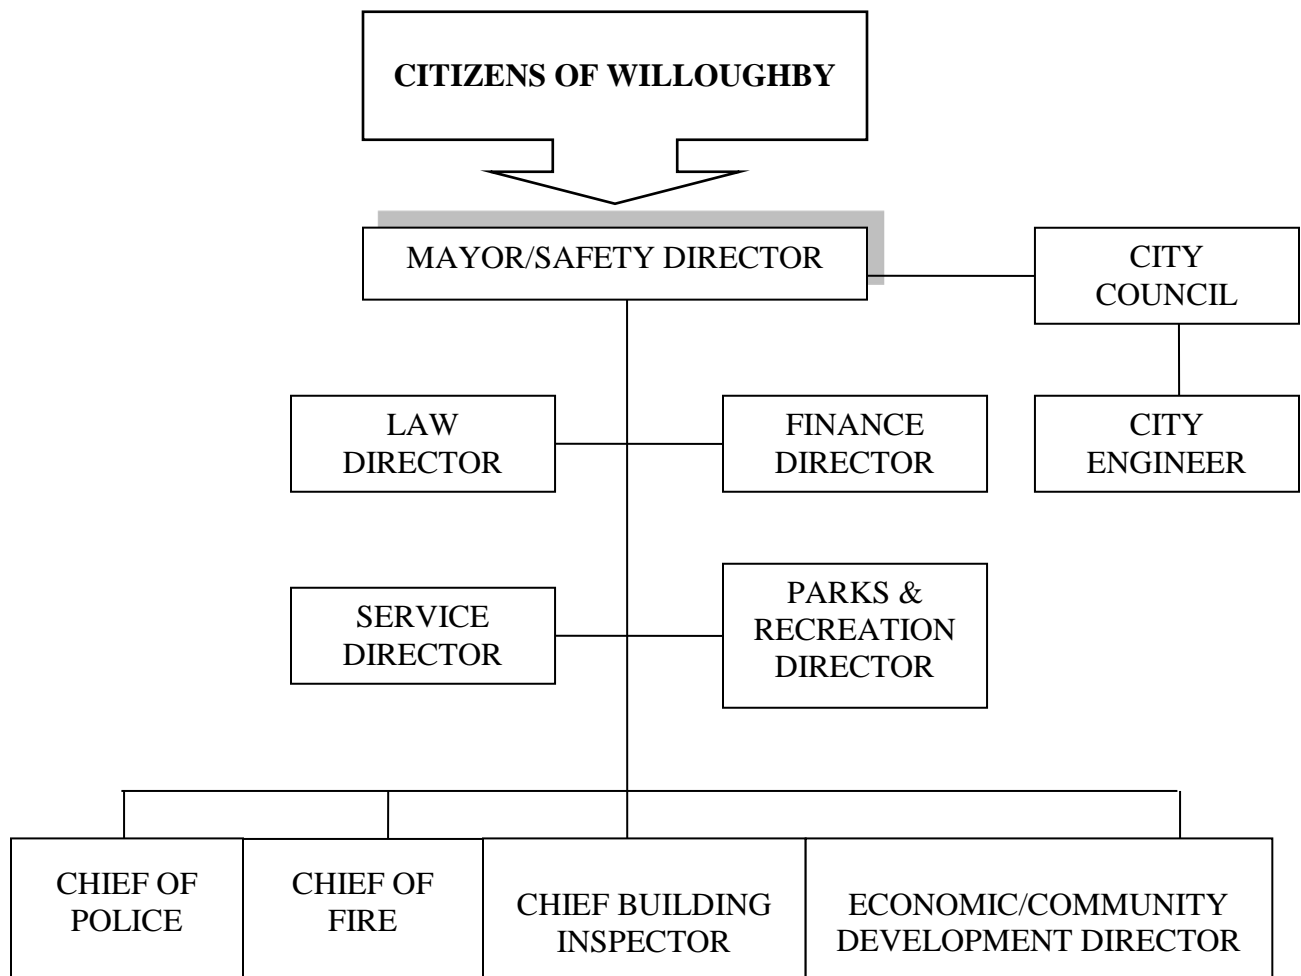 CITIZENS OF WILLOUGHBY
MAYOR/SAFETY DIRECTOR
CITY
COUNCIL
LAW
DIRECTOR
FINANCE
DIRECTOR
CITY
ENGINEER
SERVICE
DIRECTOR
PARKS &
RECREATION
DIRECTOR
CHIEF OF
POLICE
CHIEF OF
FIRE
CHIEF BUILDING
INSPECTOR
ECONOMIC/COMMUNITY
DEVELOPMENT DIRECTOR